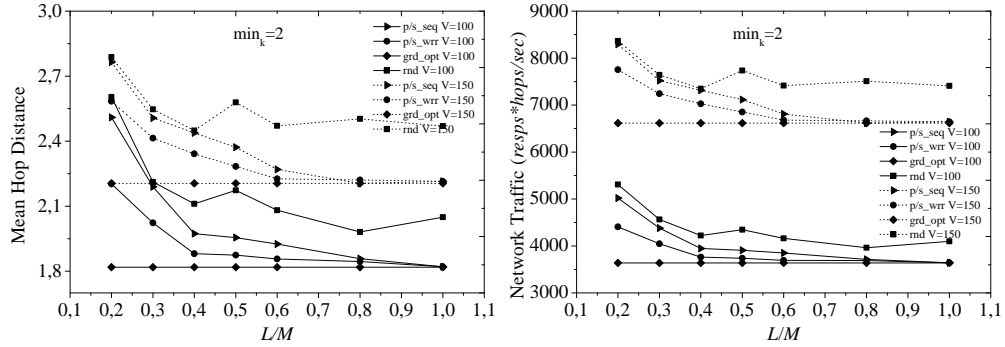 min_k=2
p/s_seq V=100
p/s_wrr V=100
grd_opt V=100
rnd V=100
p/s_seq V=150
p/s_wrr V=150
grd_opt V=150
rnd V=150
3,0
2,7
2,4
2,1
1,8
Mean Hop Distance
0,1 0,2 0,3 0,4 0,5 0,6 0,7 0,8 0,9 1,0 1,1
L/M
min_k=2
9000
8000
7000
6000
5000
4000
3000
Network Traffic (resps*hops/sec)
p/s_seq V=100
p/s_wrr V=100
grd_opt V=100
rnd V=100
p/s_seq V=150
p/s_wrr V=150
grd_opt V=150
rnd V=150
0,1 0,2 0,3 0,4 0,5 0,6 0,7 0,8 0,9 1,0 1,1
L/M